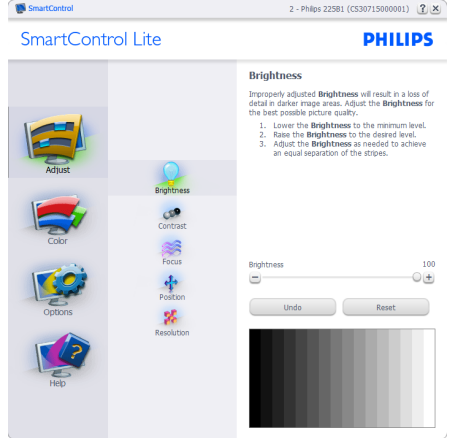 SmartControl
2 - Philips 225B1 (CS30715000001)
SmartControl Lite
PHILIPS
Adjust
Color
Options
Help
Brightness
Contrast
Focus
Position
Resolution
Brightness
Improperly adjusted Brightness will result in a loss of
detail in darker image areas. Adjust the Brightness for
the best possible picture quality.
1. Lower the Brightness to the minimum level.
2. Raise the Brightness to the desired level.
3. Adjust the Brightness as needed to achieve
an equal separation of the stripes.
Brightness 100
Undo Reset